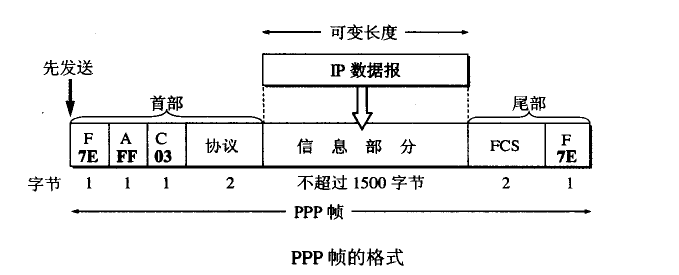 可变长度
IP 数据报
先发送
首部
尾部
F A C
7E FF 03 协议 信息部分 FCS F 7E
字节 1 1 1 2 不超过 1500 字节 2 1
PPP 帧
PPP 帧的格式